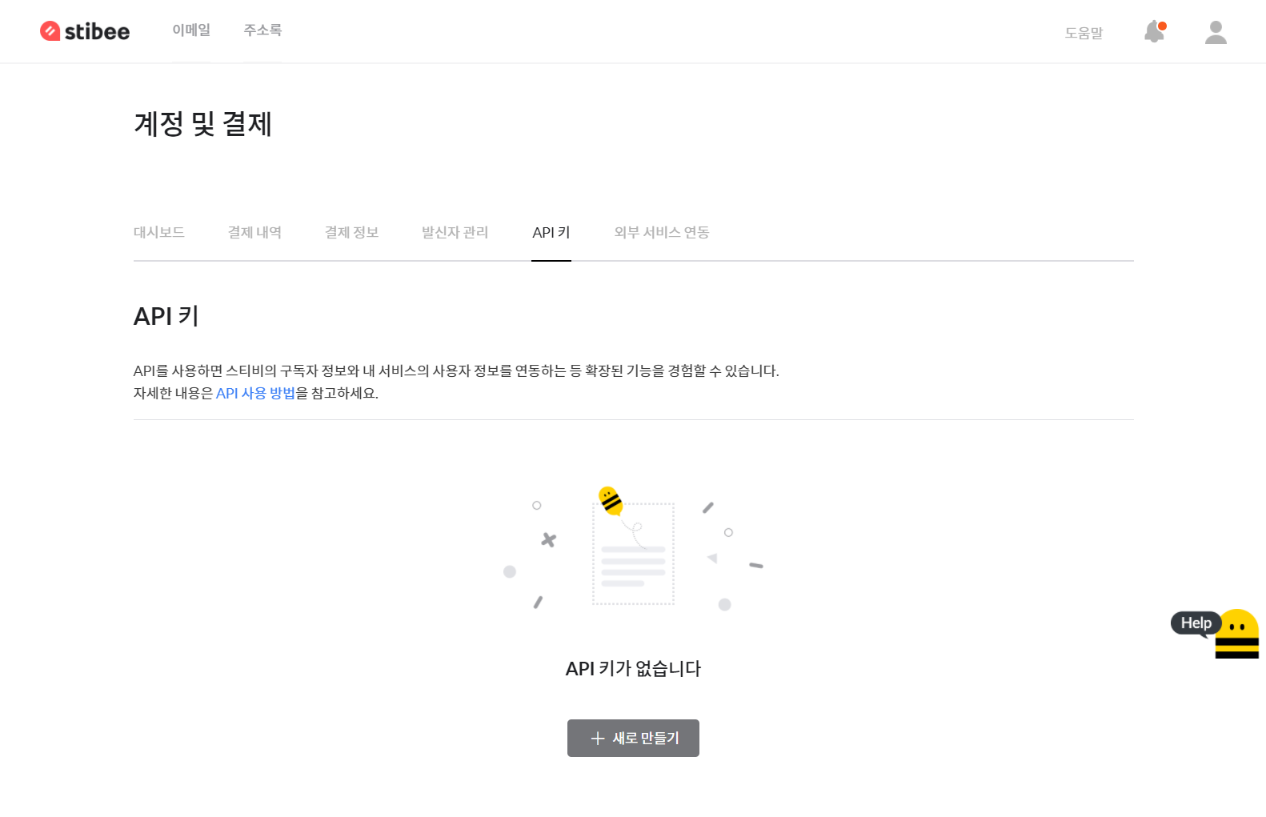 stibee 이메일 주소록 도움말
계정 및 결제
대시보드 결제 내역 결제 정보 발신자 관리 API 키 외부 서비스 연동
API 키
API를 사용하면 스티비의 구독자 정보와 내 서비스의 사용자 정보를 연동하는 등 확장된 기능을 경험할 수 있습니다.
자세한 내용은 API 사용 방법을 참고하세요.
Help
API 키가 없습니다
새로 만들기